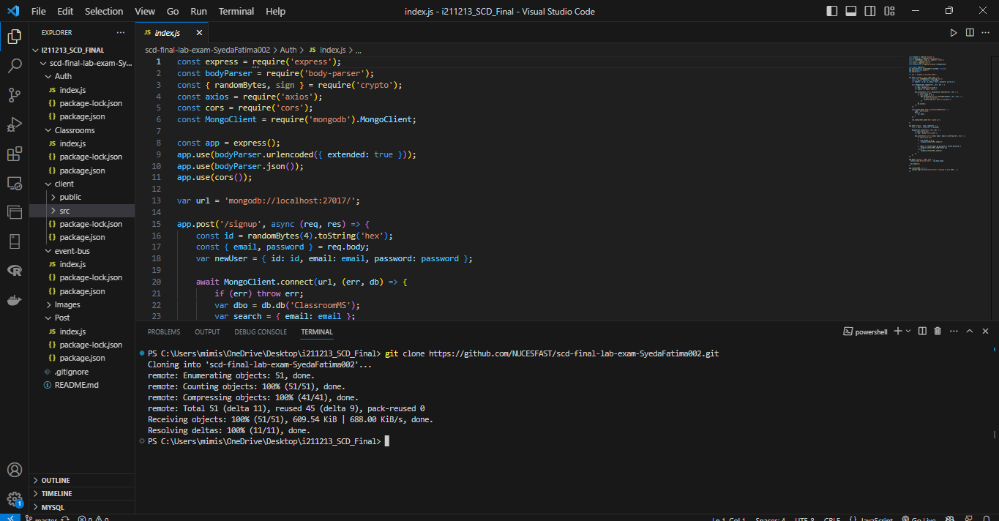 File Edit Selection View Go Run Terminal Help
index.js - i211213_SCD_Final - Visual Studio Code
EXPLORER
I211213_SCD_FINAL
scd-final-lab-exam-Sy...
Auth
JS index.js
{} package-lock.json
{} package.json
Classrooms
JS index.js
{} package-lock.json
{} package.json
client
public
src
{} package-lock.json
{} package.json
event-bus
JS index.js
{} package-lock.json
{} package.json
Images
Post
JS index.js
{} package-lock.json
{} package.json
.gitignore
README.md
OUTLINE
TIMELINE
MYSQL
1
JS index.js
scd-final-lab-exam-SyedaFatima002 > Auth > JS index.js > ...
1 const express = require('express');
2 const bodyParser = require('body-parser');
3 const { randomBytes, sign } = require('crypto');
4 const axios = require('axios');
5 const cors = require('cors');
6 const MongoClient = require('mongodb').MongoClient;
7
8 const app = express();
9 app.use(bodyParser.urlencoded({ extended: true }));
10 app.use(bodyParser.json());
11 app.use(cors());
12
13 var url = 'mongodb://localhost:27017/';
14
15 app.post('/signup', async (req, res) => {
16 const id = randomBytes(4).toString('hex');
17 const { email, password } = req.body;
18 var newUser = { id: id, email: email, password: password };
19
20 await MongoClient.connect(url, (err, db) => {
21 if (err) throw err;
22 var dbo = db.db('ClassroomMS');
23 var search = { email: email };
PROBLEMS OUTPUT DEBUG CONSOLE TERMINAL
powershell
PS C:\Users\mimis\OneDrive\Desktop\i211213_SCD_Final> git clone https://github.com/NUCESFAST/scd-final-lab-exam-SyedaFatima002.git
Cloning into 'scd-final-lab-exam-SyedaFatima002'...
remote: Enumerating objects: 51, done.
remote: Counting objects: 100% (51/51), done.
remote: Compressing objects: 100% (41/41), done.
remote: Total 51 (delta 11), reused 45 (delta 9), pack-reused 0
Receiving objects: 100% (51/51), 609.54 KiB | 688.00 KiB/s, done.
Resolving deltas: 100% (11/11), done.
PS C:\Users\mimis\OneDrive\Desktop\i211213_SCD_Final>
master 0 0
Ln 1, Col 1 Spaces: 4 UTF-8 CRLF {} JavaScript Go Live